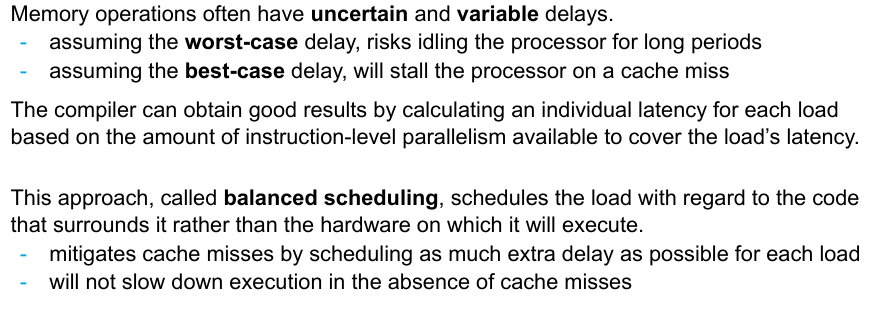 Memory operations often have uncertain and variable delays.
- assuming the worst-case delay, risks idling the processor for long periods
- assuming the best-case delay, will stall the processor on a cache miss
The compiler can obtain good results by calculating an individual latency for each load
based on the amount of instruction-level parallelism available to cover the load's latency.
This approach, called balanced scheduling, schedules the load with regard to the code
that surrounds it rather than the hardware on which it will execute.
- mitigates cache misses by scheduling as much extra delay as possible for each load
- will not slow down execution in the absence of cache misses